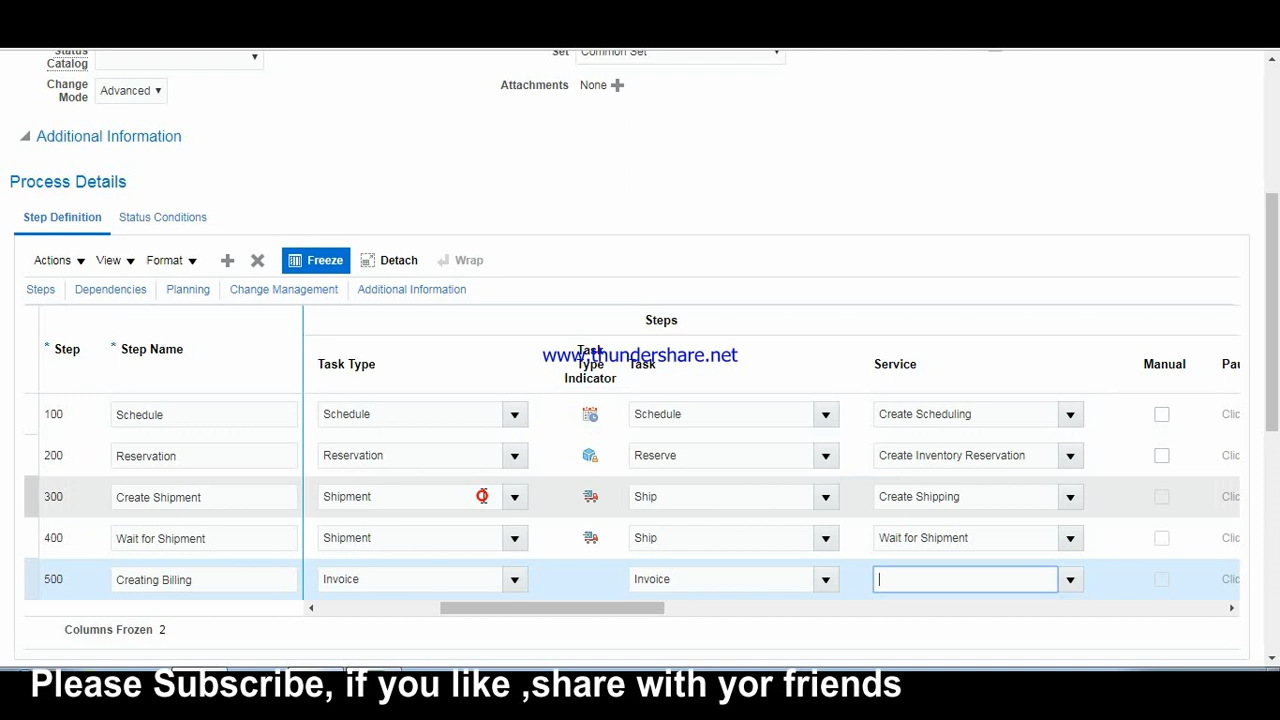 Status
Catalog
Set
Common Set
Change
Mode
Advanced
Attachments
None
Additional Information
Process Details
Step Definition
Status Conditions
Actions
View
Format
Freeze
Detach
Wrap
Steps
Dependencies
Planning
Change Management
Additional Information
Steps
* Step
* Step Name
Task Type
Task
Type
Indicator
Task
Service
Manual
Pau
www.thundershare.net
100
Schedule
Schedule
Schedule
Create Scheduling
Clic
200
Reservation
Reservation
Reserve
Create Inventory Reservation
Clic
300
Create Shipment
Shipment
Ship
Create Shipping
Clic
400
Wait for Shipment
Shipment
Ship
Wait for Shipment
Clic
500
Creating Billing
Invoice
Invoice
Clic
Columns Frozen 2
Please Subscribe, if you like ,share with yor friends